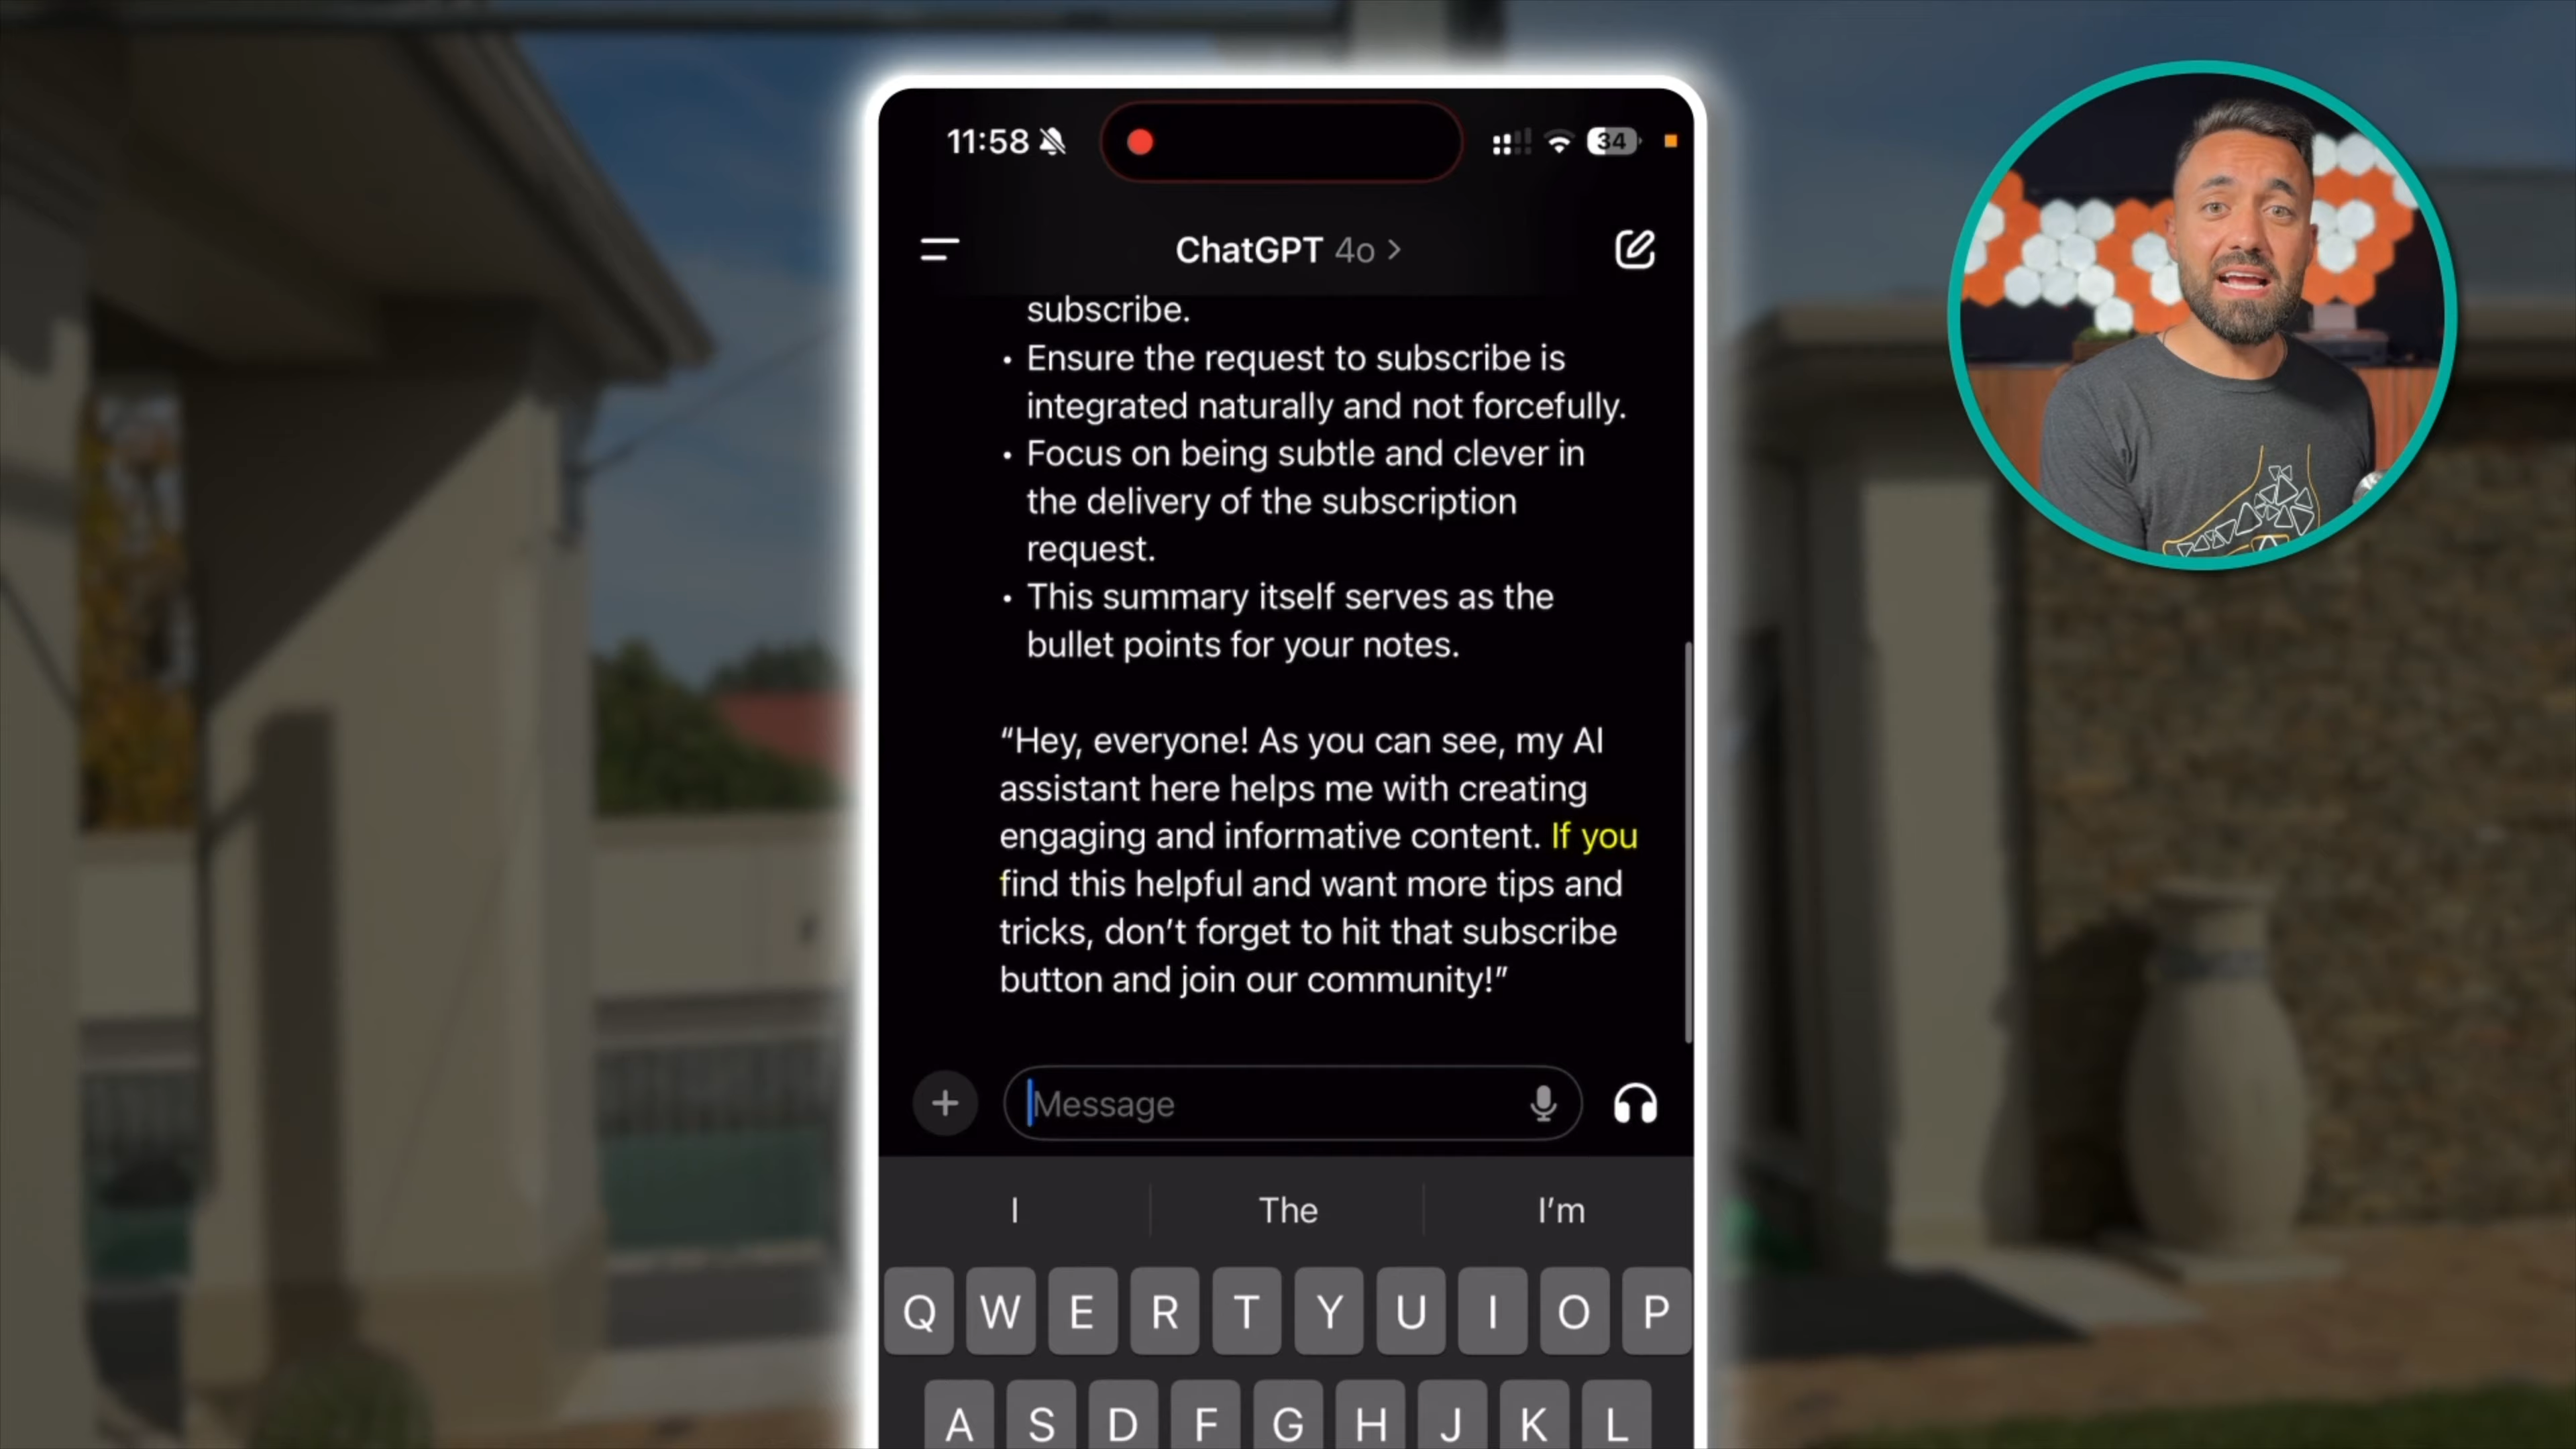 11:58
34
ChatGPT 4o >
subscribe.
• Ensure the request to subscribe is
integrated naturally and not forcefully.
• Focus on being subtle and clever in
the delivery of the subscription
request.
• This summary itself serves as the
bullet points for your notes.
“Hey, everyone! As you can see, my AI
assistant here helps me with creating
engaging and informative content. If you
find this helpful and want more tips and
tricks, don’t forget to hit that subscribe
button and join our community!”
Message
I The I’m
Q W E R T Y U I O P
A S D F G H J K L